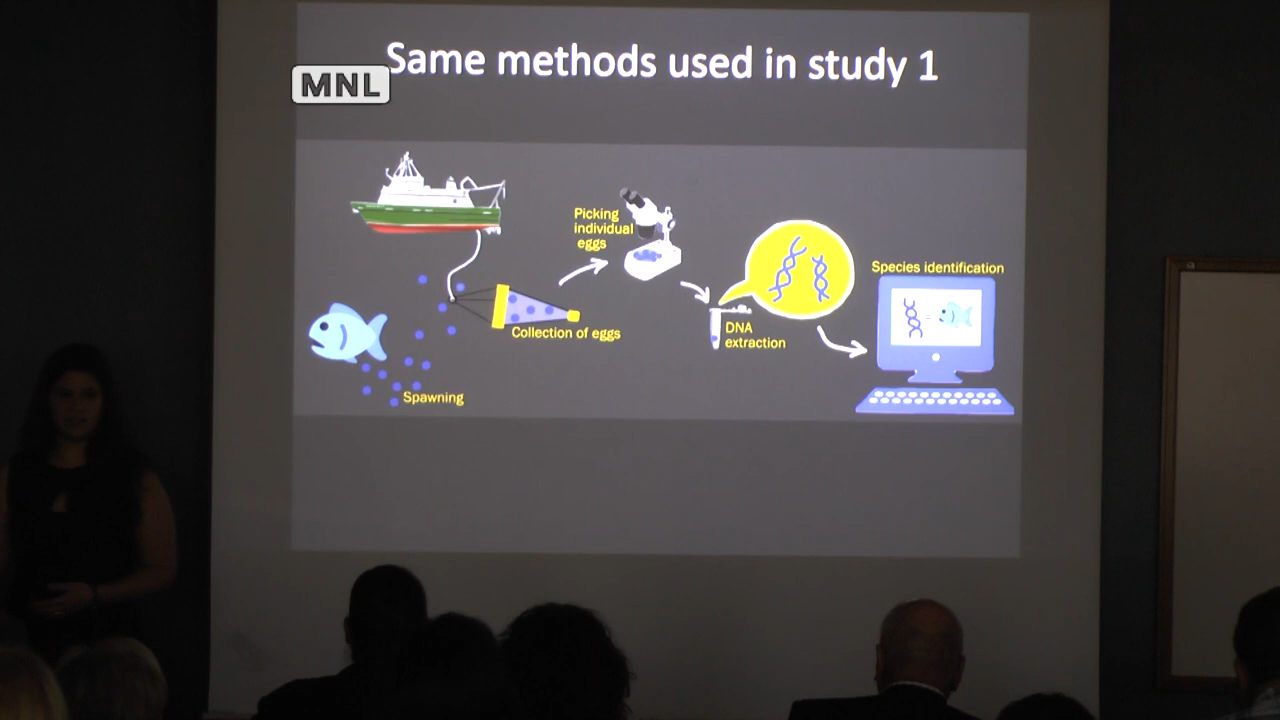 Same methods used in study 1
MNL
Picking
individual
eggs
Species identification
Collection of eggs
DNA
extraction
Spawning